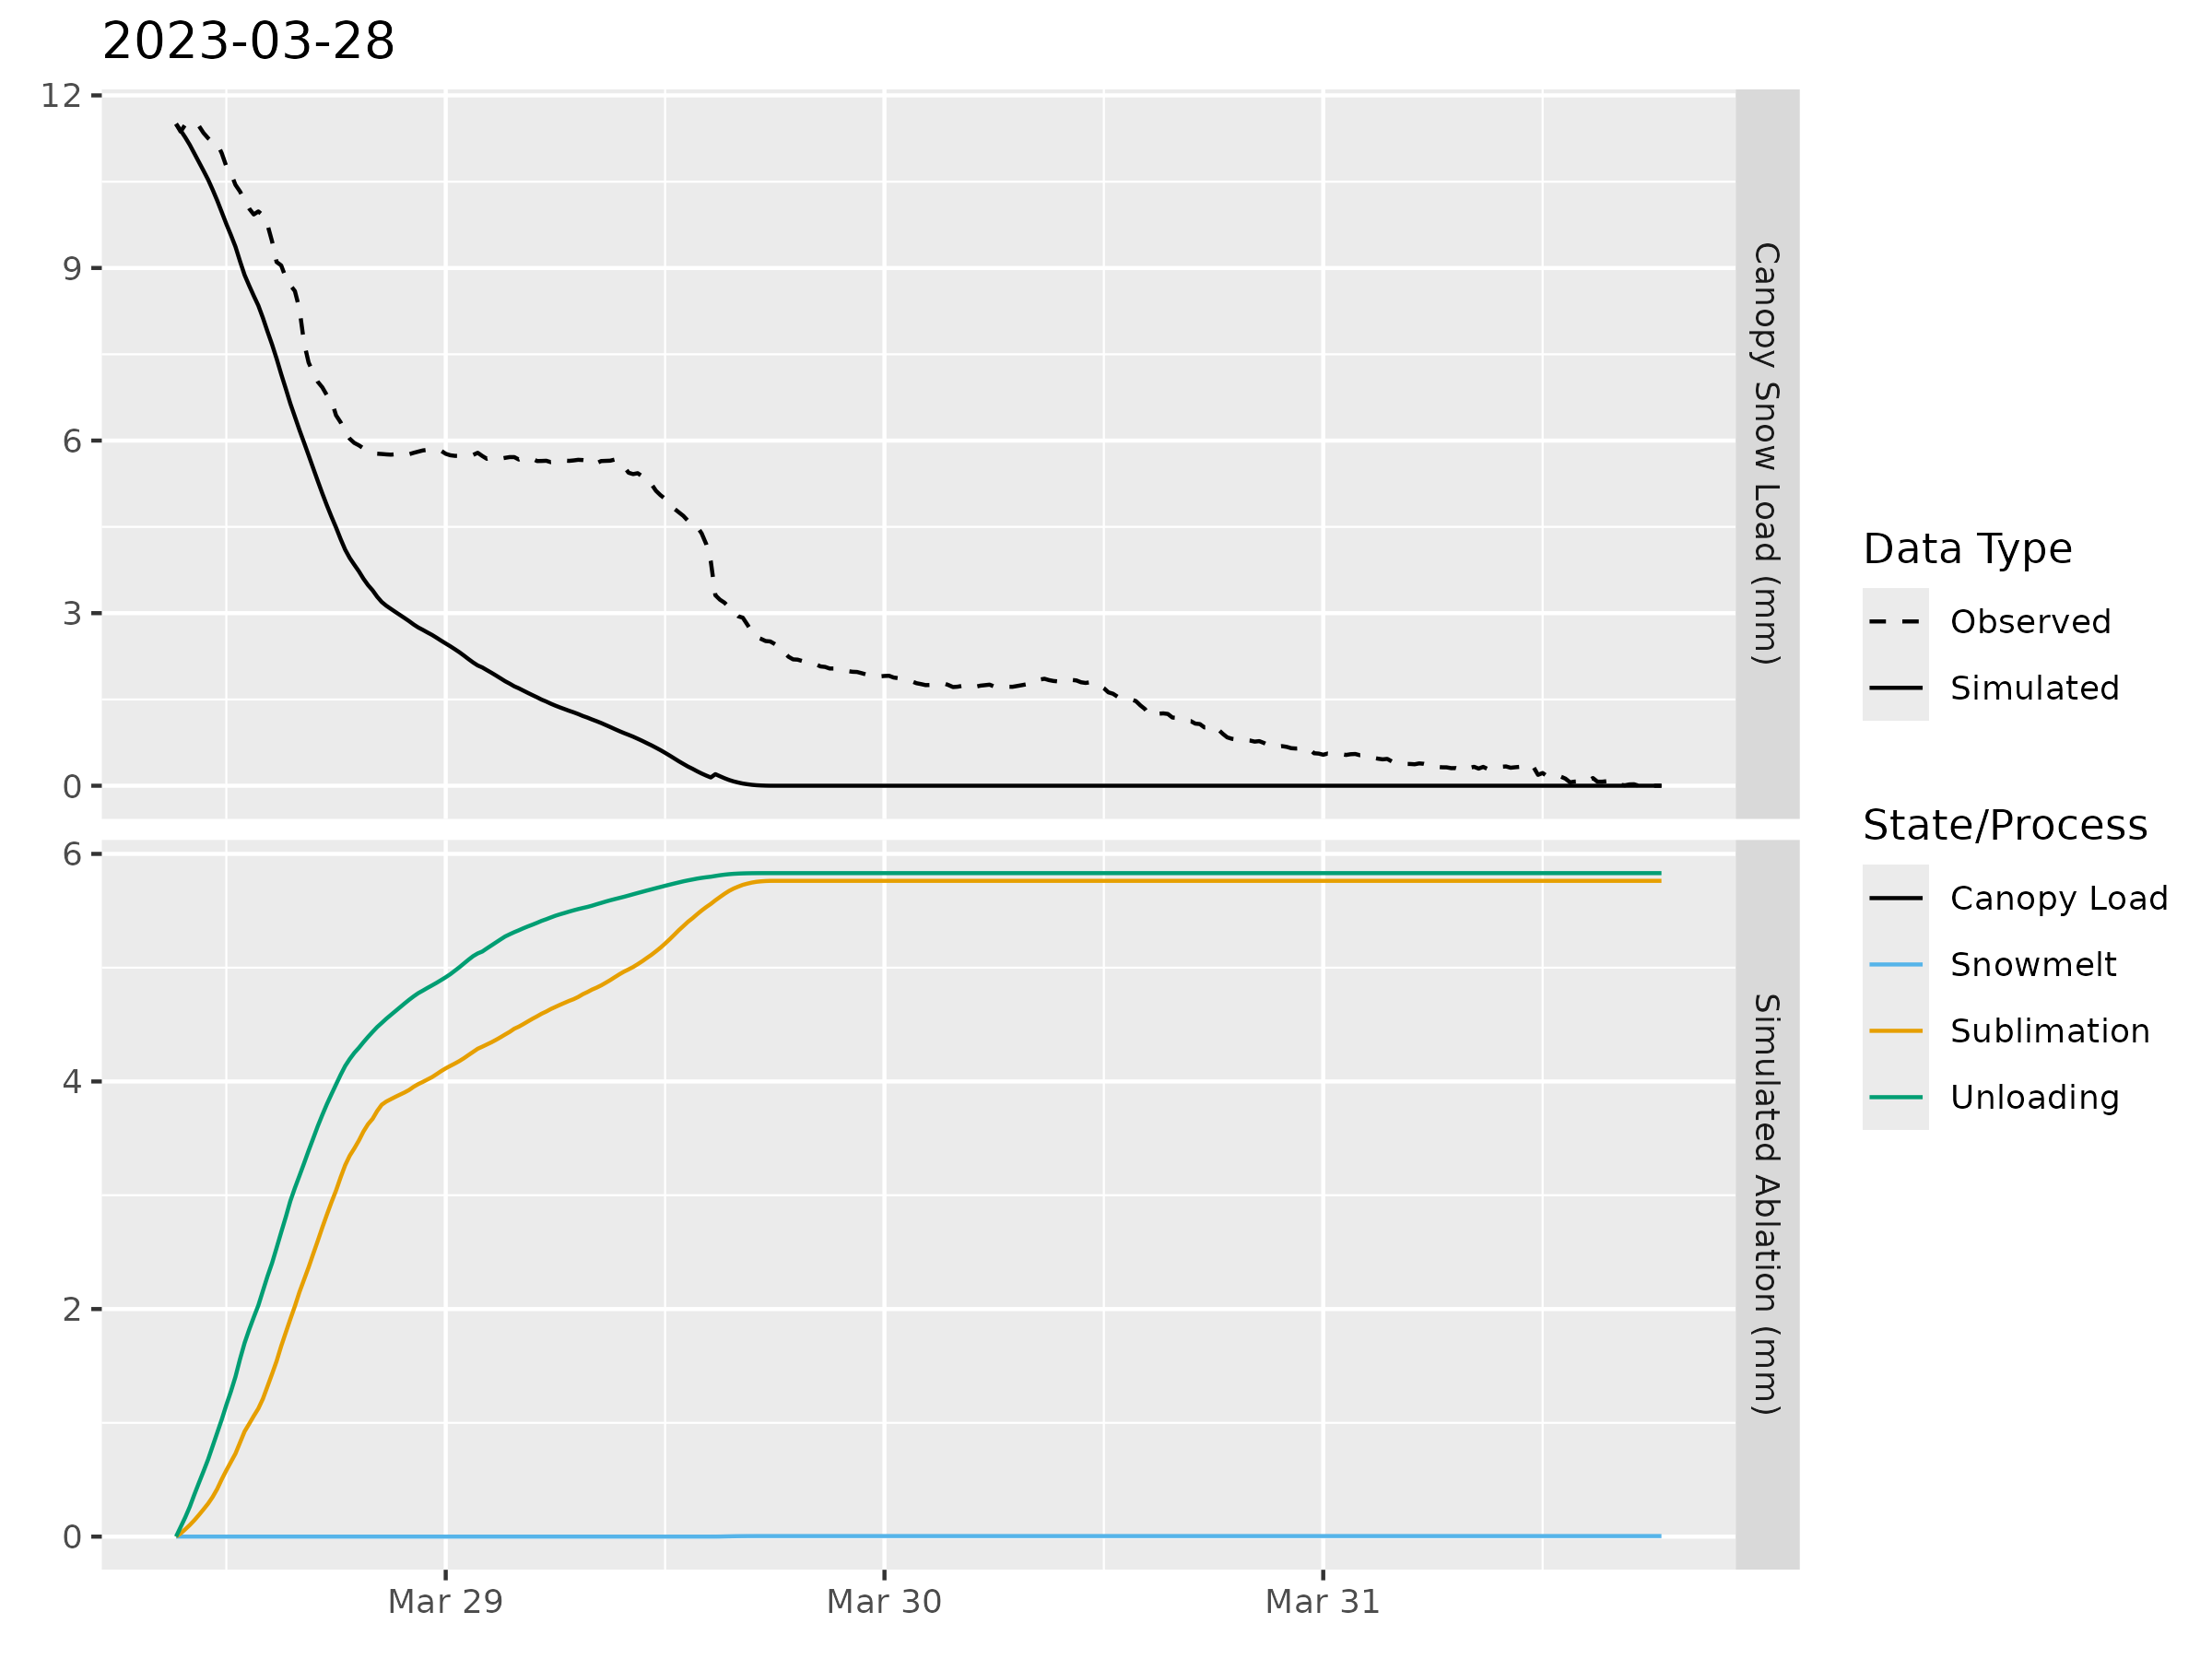 2023-03-28
12
9
6
3
0
Canopy Snow Load (mm)
6
4
2
0
Simulated Ablation (mm)
Mar 29
Mar 30
Mar 31
Data Type
Observed
Simulated
State/Process
Canopy Load
Snowmelt
Sublimation
Unloading